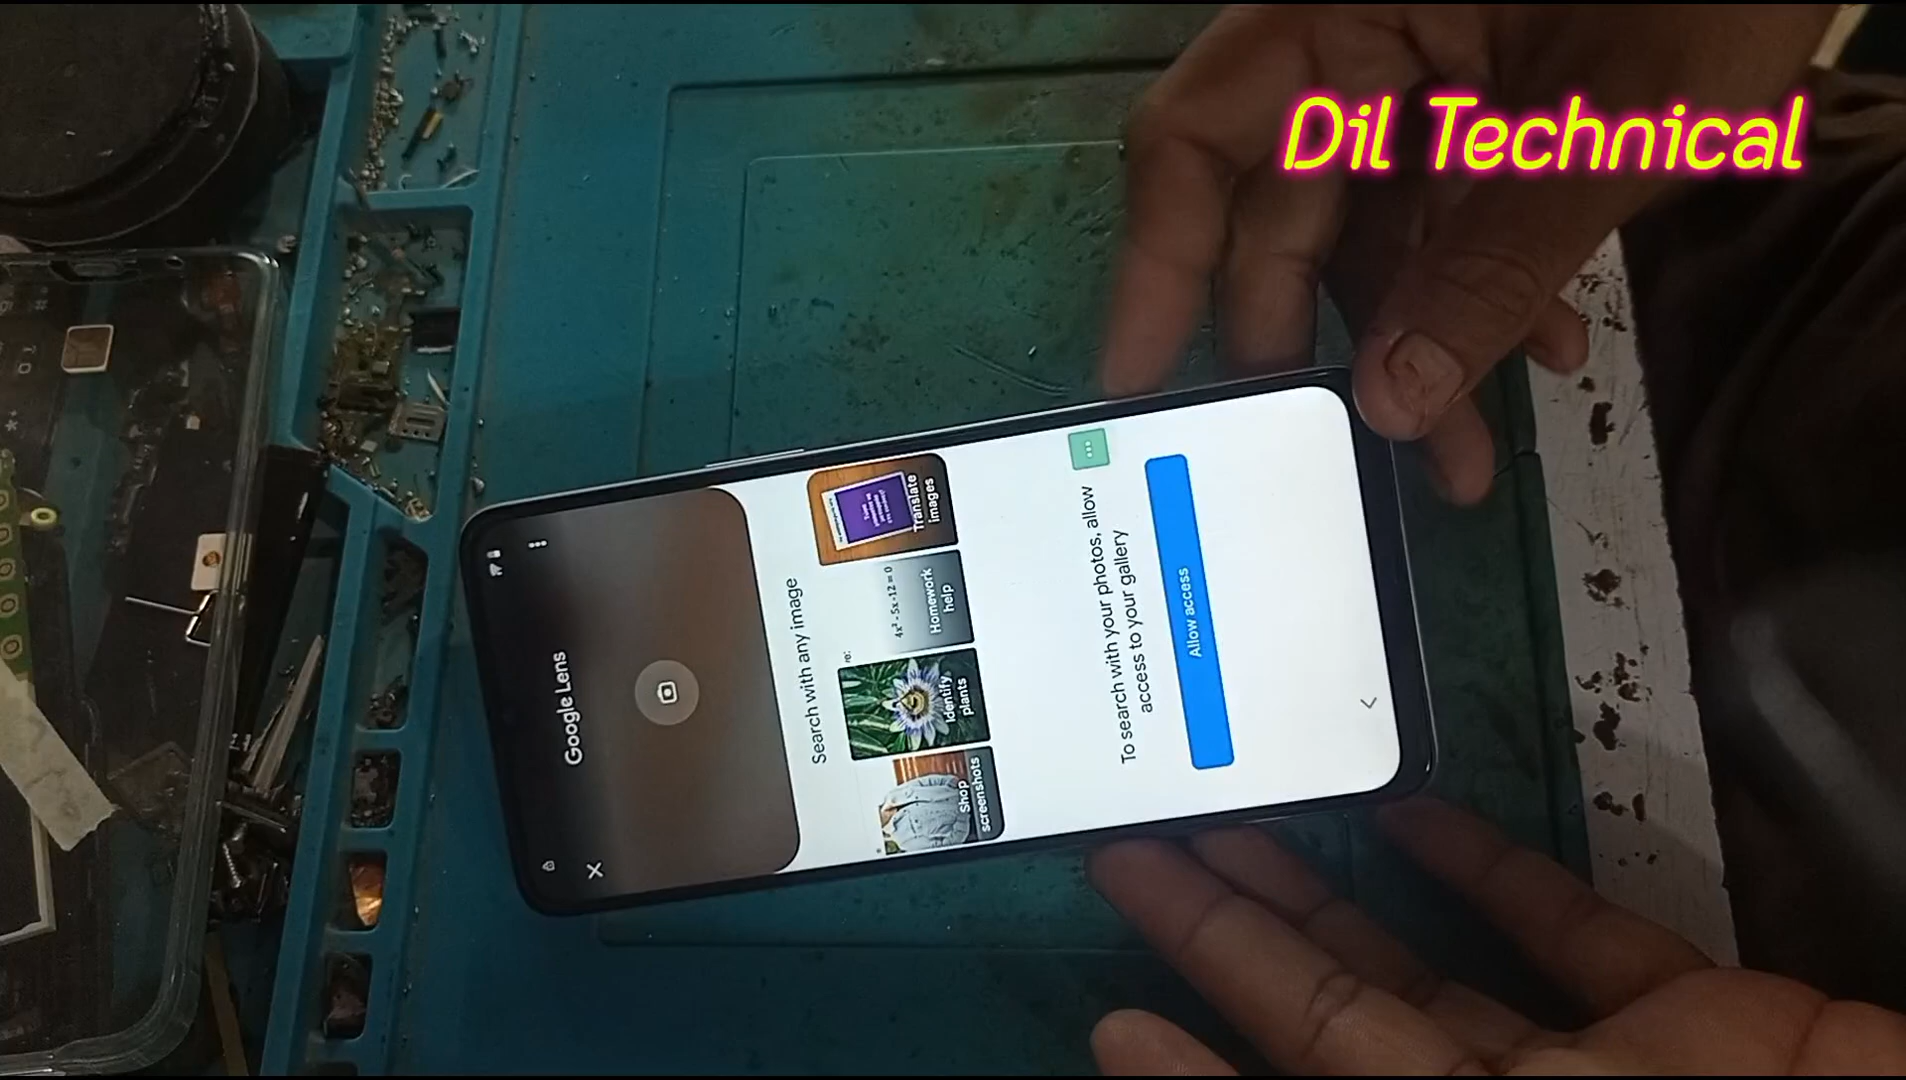 Dil Technical
Google Lens
Search with any image
Translate
images
4x² - 5x - 12 = 0
Homework
help
Identify
plants
Shop
screenshots
To search with your photos, allow
access to your gallery
Allow access